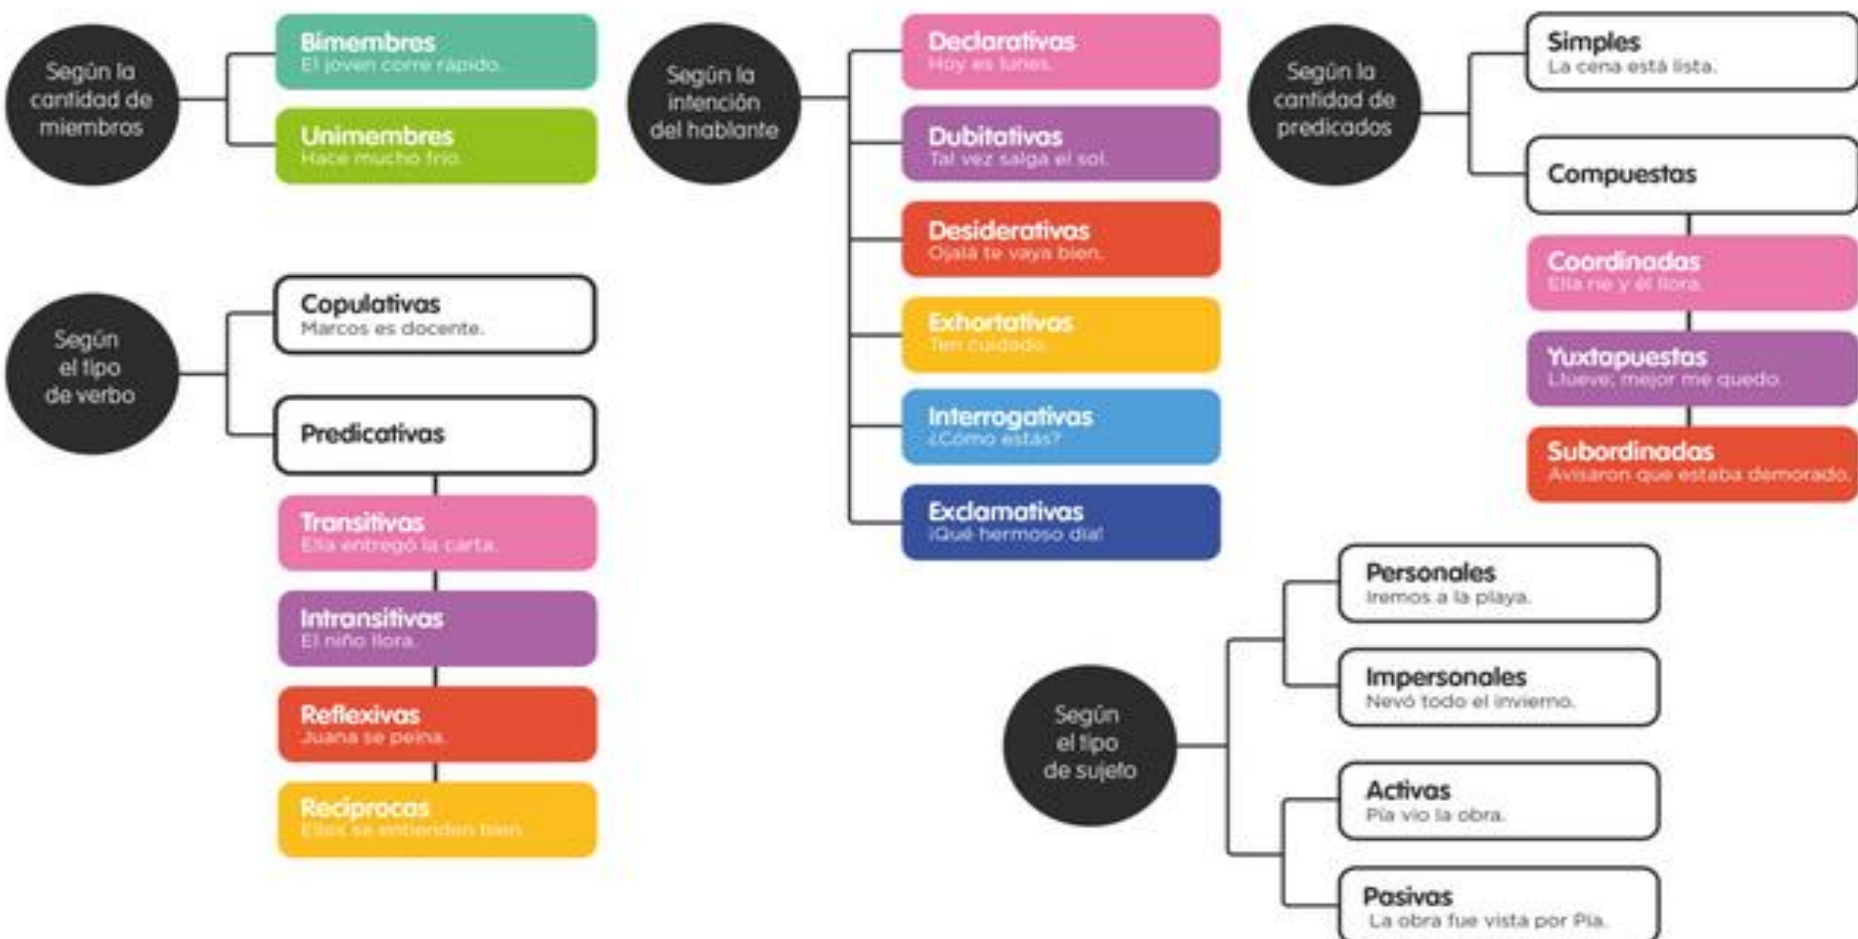 Según la
cantidad de
miembros
Bimembres
El joven corre rápido.
Unimembres
Hace mucho frío.
Según
el tipo
de verbo
Copulativas
Marcos es docente.
Predicativas
Transitivas
Ella entregó la carta.
Intransitivas
El niño llora.
Reflexivas
Juana se peina.
Recíprocas
Ellos se entienden bien.
Según la
intención
del hablante
Declarativas
Hoy es lunes.
Dubitativas
Tal vez salga el sol.
Desiderativas
Ojalá te vaya bien.
Exhortativas
Ten cuidado.
Interrogativas
¿Cómo estás?
Exclamativas
¡Qué hermoso día!
Según la
cantidad de
predicados
Simples
La cena está lista.
Compuestas
Coordinadas
Ella ríe y él llora.
Yuxtapuestas
Llueve; mejor me quedo.
Subordinadas
Avisaron que estaba demorado.
Según
el tipo
de sujeto
Personales
Iremos a la playa.
Impersonales
Nevó todo el invierno.
Activas
Pía vio la obra.
Pasivas
La obra fue vista por Pía.